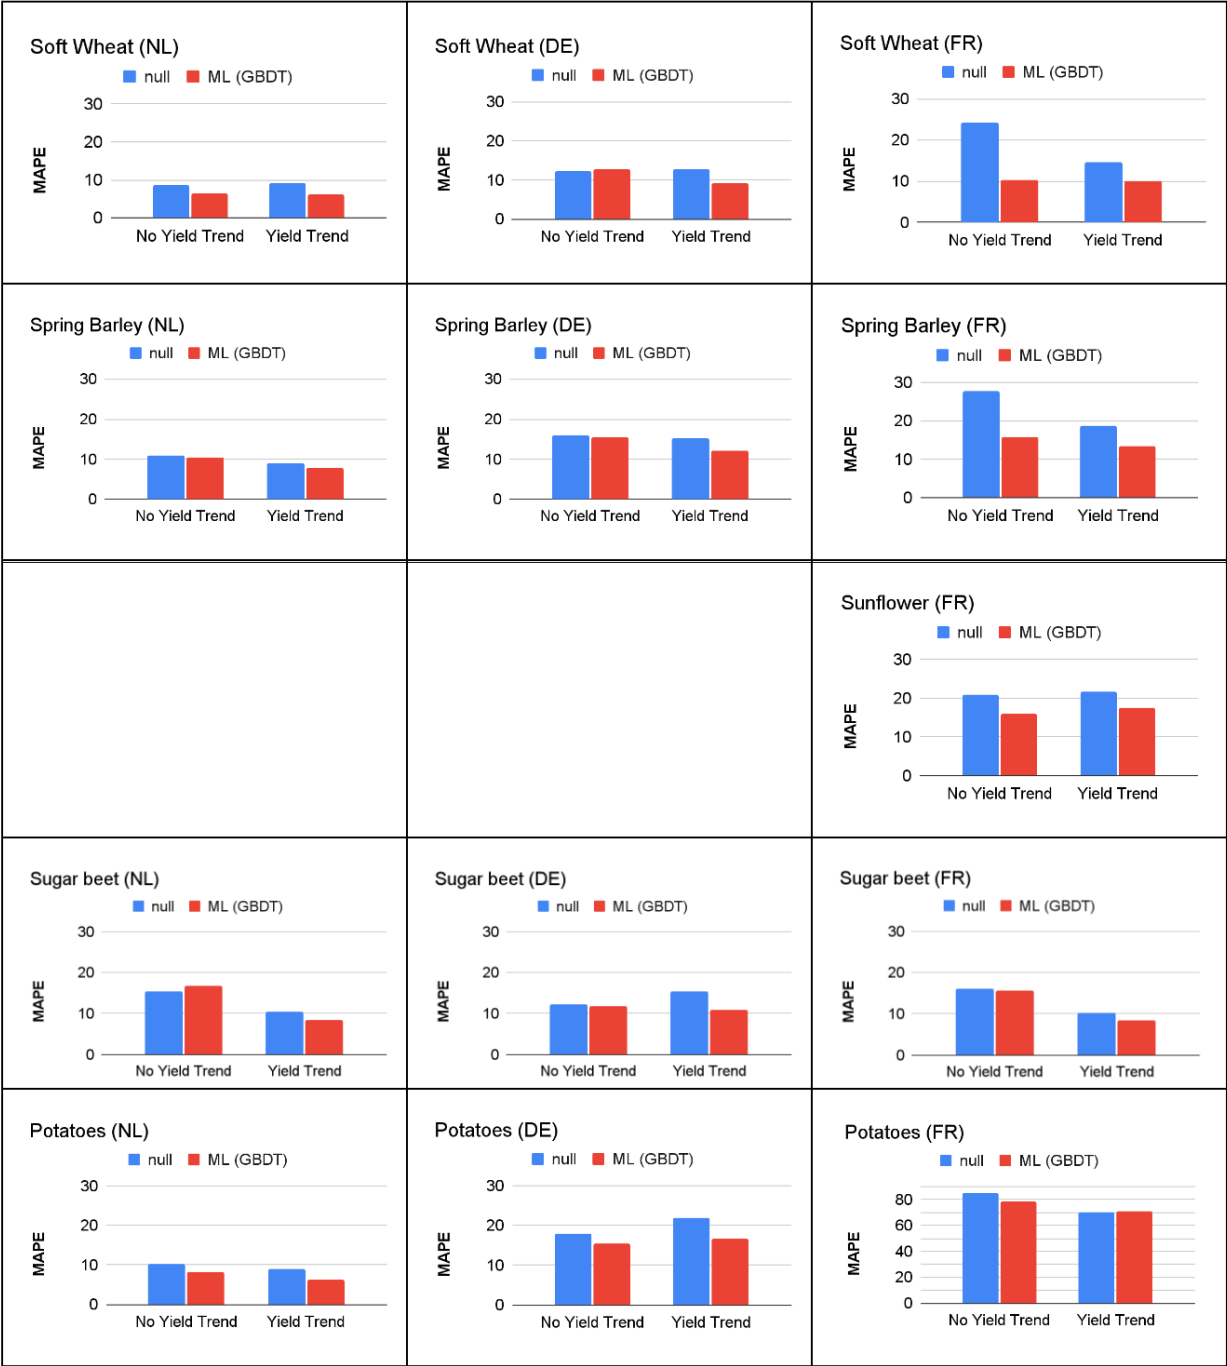 Soft Wheat (NL)
null ML (GBDT)
MAPE
30
20
10
0
No Yield Trend Yield Trend
Soft Wheat (DE)
null ML (GBDT)
MAPE
30
20
10
0
No Yield Trend Yield Trend
Soft Wheat (FR)
null ML (GBDT)
MAPE
30
20
10
0
No Yield Trend Yield Trend
Spring Barley (NL)
null ML (GBDT)
MAPE
30
20
10
0
No Yield Trend Yield Trend
Spring Barley (DE)
null ML (GBDT)
MAPE
30
20
10
0
No Yield Trend Yield Trend
Spring Barley (FR)
null ML (GBDT)
MAPE
30
20
10
0
No Yield Trend Yield Trend
Sunflower (FR)
null ML (GBDT)
MAPE
30
20
10
0
No Yield Trend Yield Trend
Sugar beet (NL)
null ML (GBDT)
MAPE
30
20
10
0
No Yield Trend Yield Trend
Sugar beet (DE)
null ML (GBDT)
MAPE
30
20
10
0
No Yield Trend Yield Trend
Sugar beet (FR)
null ML (GBDT)
MAPE
30
20
10
0
No Yield Trend Yield Trend
Potatoes (NL)
null ML (GBDT)
MAPE
30
20
10
0
No Yield Trend Yield Trend
Potatoes (DE)
null ML (GBDT)
MAPE
30
20
10
0
No Yield Trend Yield Trend
Potatoes (FR)
null ML (GBDT)
MAPE
80
60
40
20
0
No Yield Trend Yield Trend